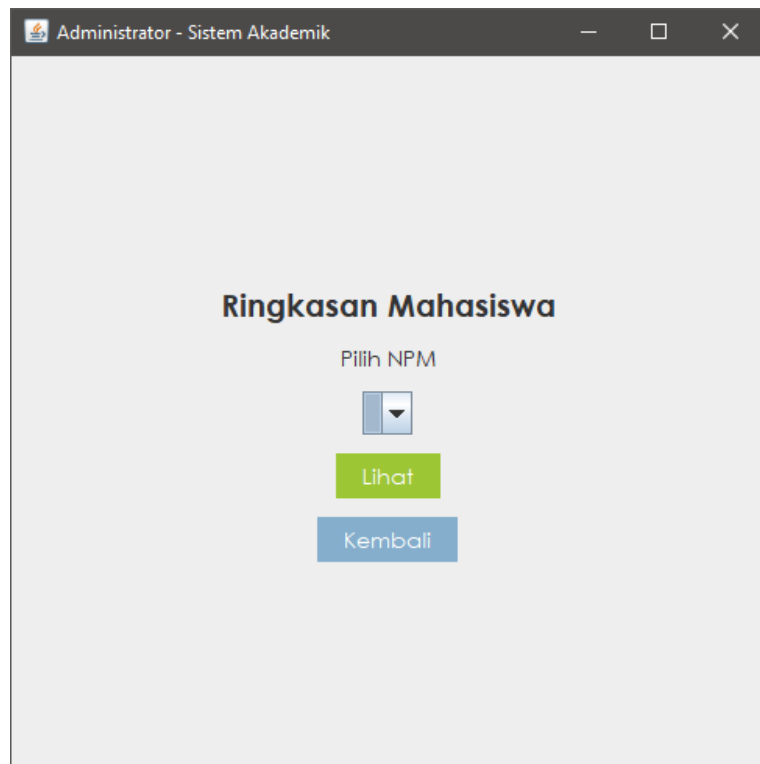 Administrator - Sistem Akademik
Ringkasan Mahasiswa
Pilih NPM
Lihat
Kembali